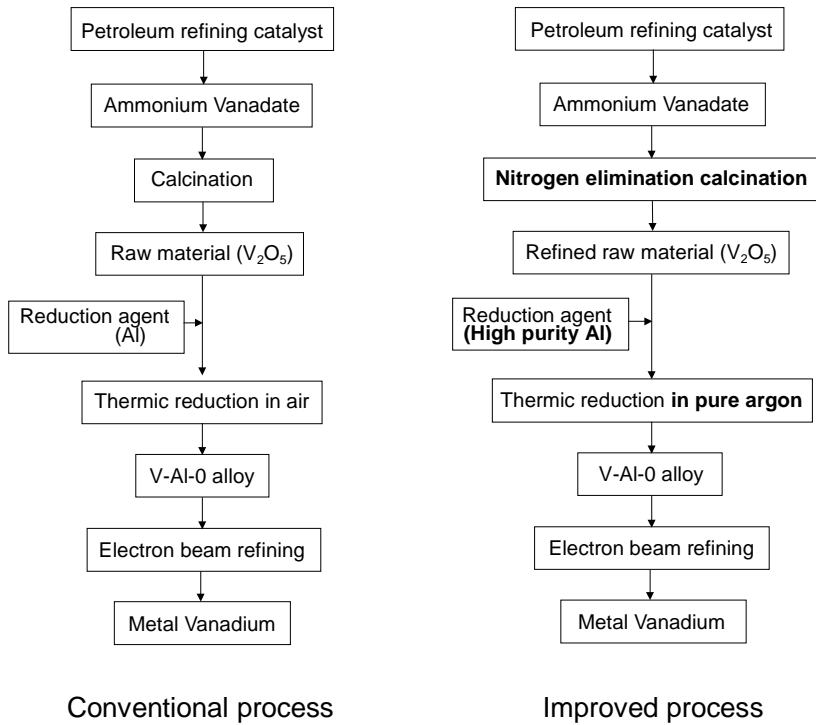 Petroleum refining catalyst
Ammonium Vanadate
Calcination
Raw material (V₂O₅)
Reduction agent
(Al)
Thermic reduction in air
V-Al-0 alloy
Electron beam refining
Metal Vanadium
Conventional process
Petroleum refining catalyst
Ammonium Vanadate
Nitrogen elimination calcination
Refined raw material (V₂O₅)
Reduction agent
(High purity Al)
Thermic reduction in pure argon
V-Al-0 alloy
Electron beam refining
Metal Vanadium
Improved process